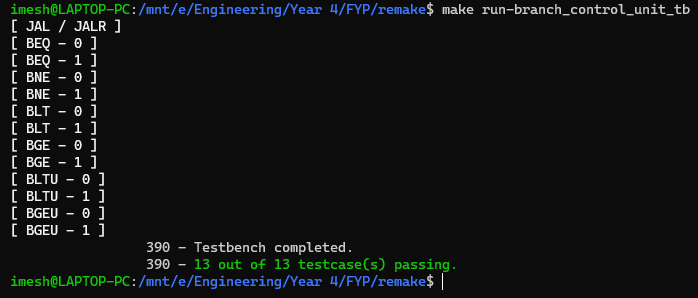 imesh@LAPTOP-PC:/mnt/e/Engineering/Year 4/FYP/remake$ make run-branch_control_unit_tb
[ JAL / JALR ]
[ BEQ - 0 ]
[ BEQ - 1 ]
[ BNE - 0 ]
[ BNE - 1 ]
[ BLT - 0 ]
[ BLT - 1 ]
[ BGE - 0 ]
[ BGE - 1 ]
[ BLTU - 0 ]
[ BLTU - 1 ]
[ BGEU - 0 ]
[ BGEU - 1 ]
390 - Testbench completed.
390 - 13 out of 13 testcase(s) passing.
imesh@LAPTOP-PC:/mnt/e/Engineering/Year 4/FYP/remake$